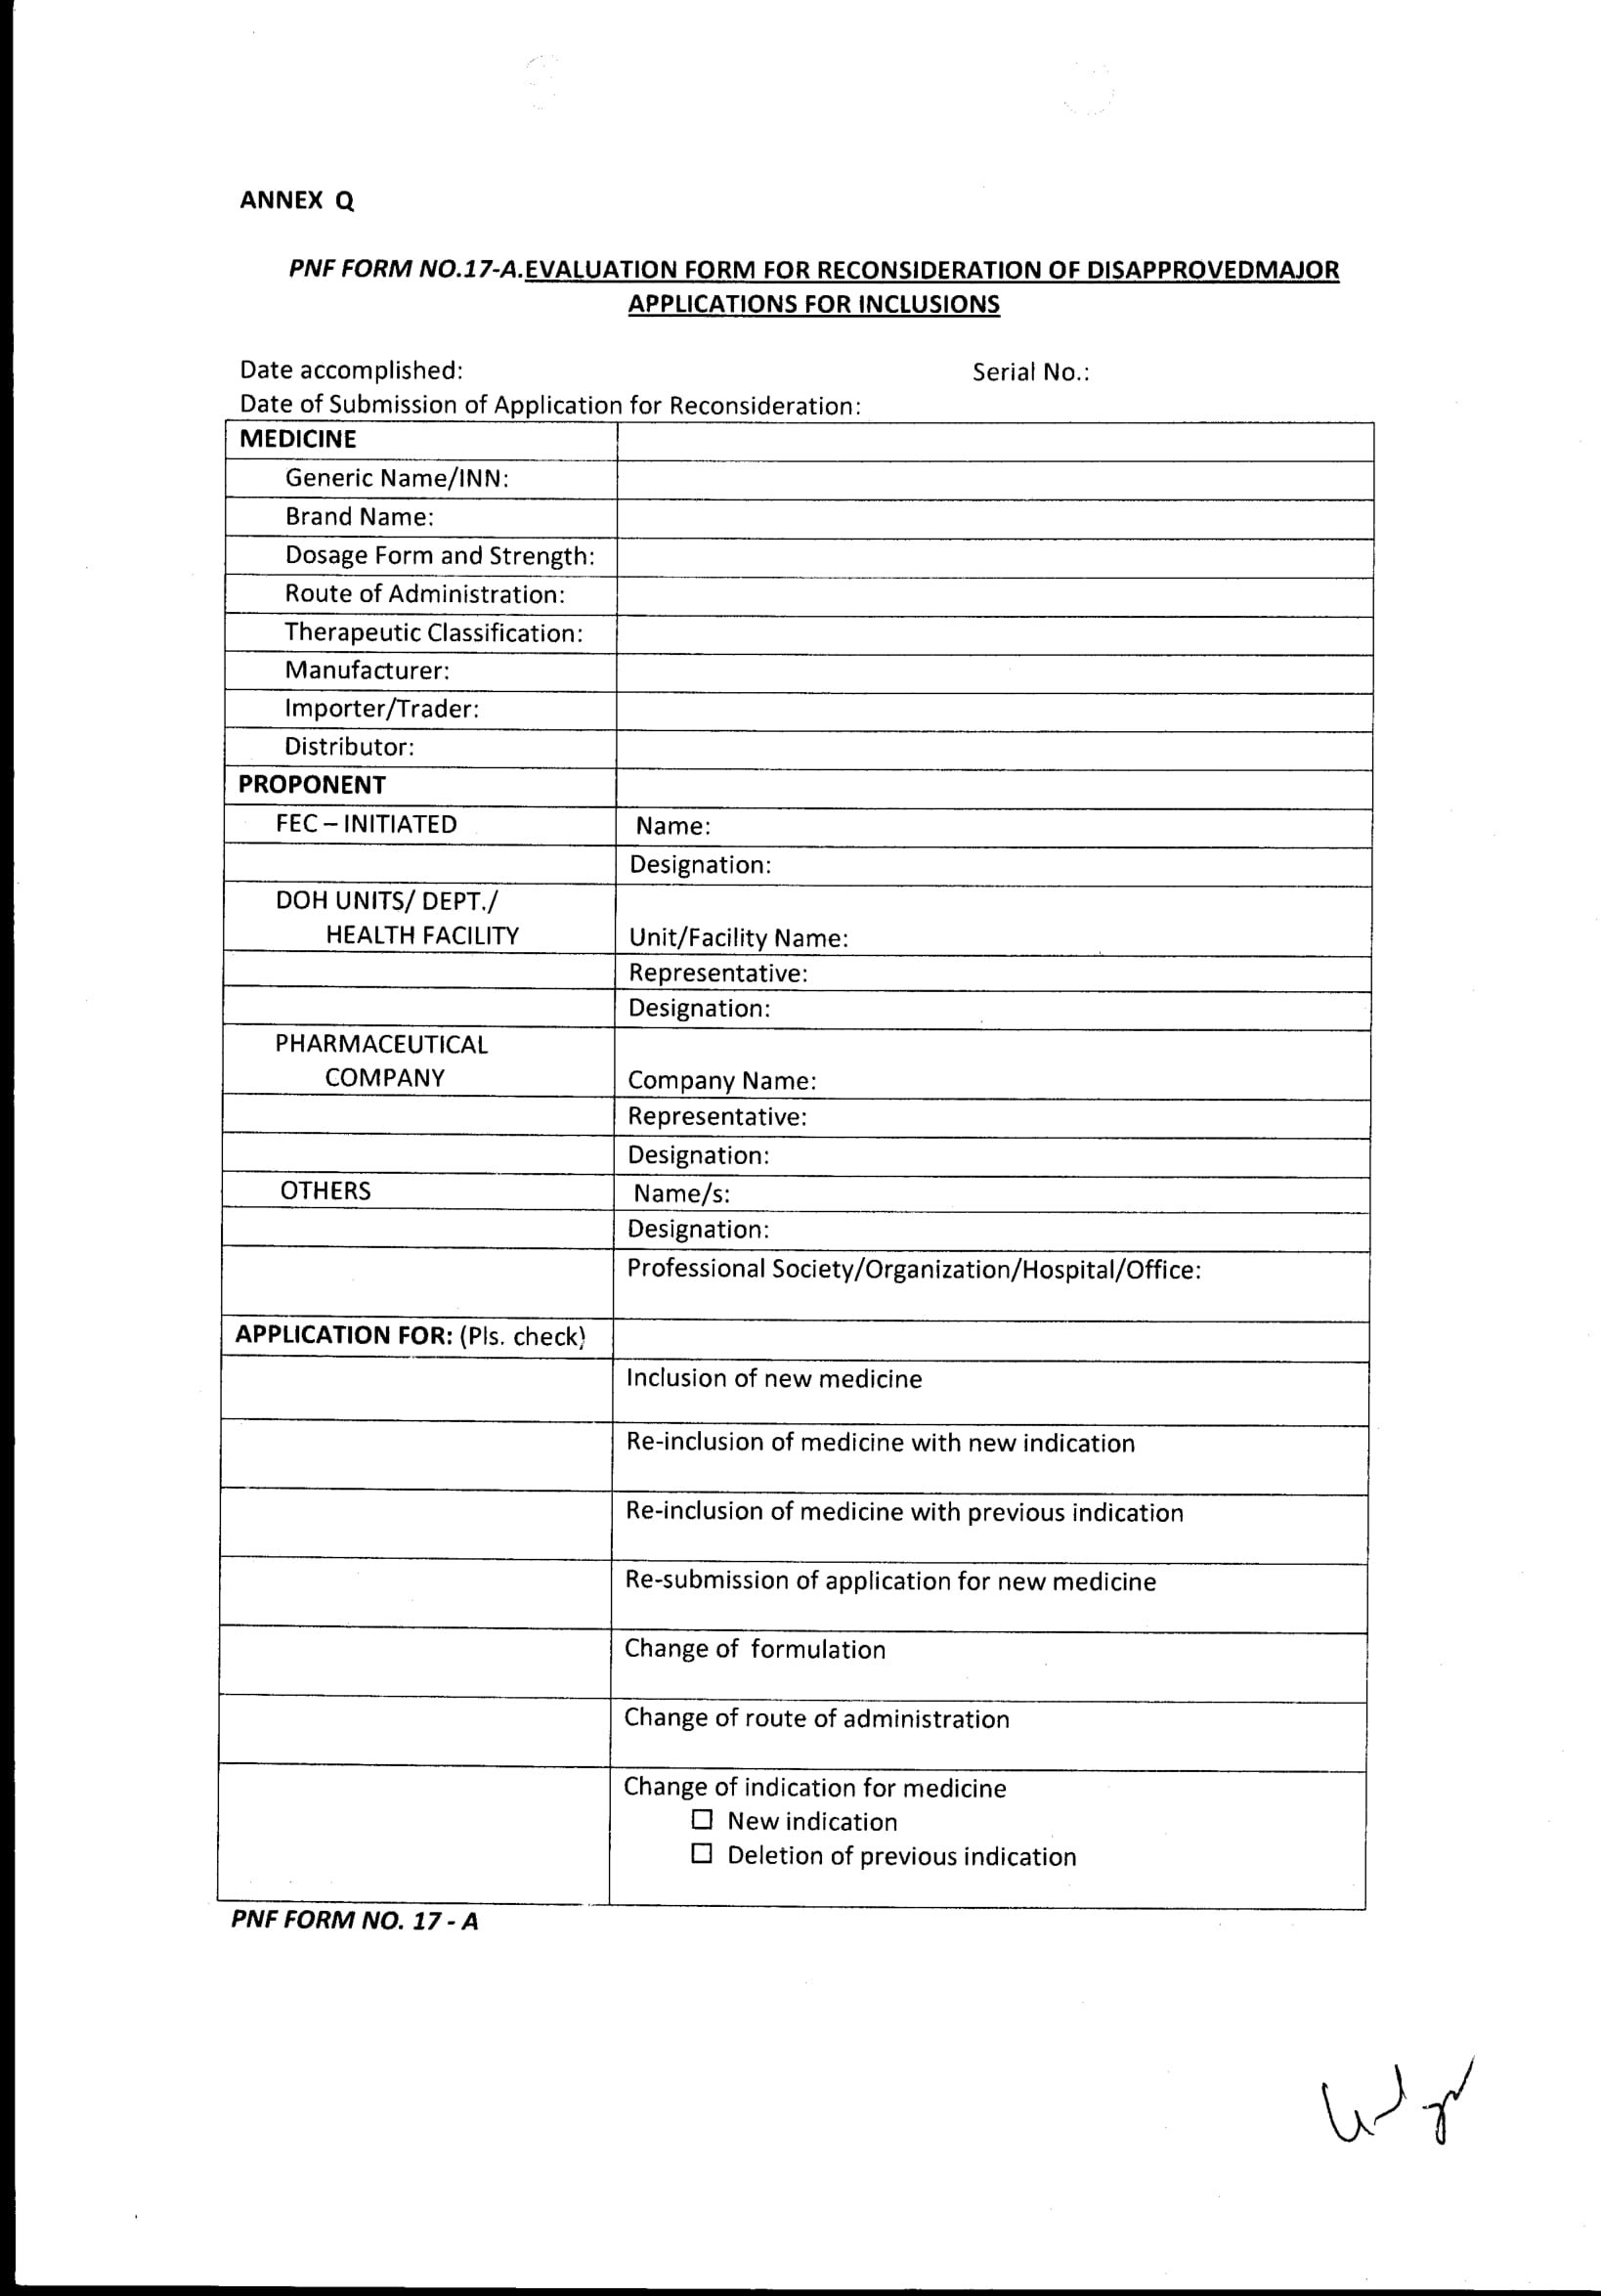 ANNEX Q
PNF FORM NO.17-A.EVALUATION FORM FOR RECONSIDERATION OF DISAPPROVEDMAJOR
APPLICATIONS FOR INCLUSIONS
Date accomplished: Serial No.:
Date of Submission of Application for Reconsideration:
MEDICINE
Generic Name/INN:
Brand Name:
Dosage Form and Strength:
Route of Administration:
Therapeutic Classification:
Manufacturer:
Importer/Trader:
Distributor:
PROPONENT
FEC – INITIATED Name:
Designation:
DOH UNITS/ DEPT./
HEALTH FACILITY Unit/Facility Name:
Representative:
Designation:
PHARMACEUTICAL
COMPANY Company Name:
Representative:
Designation:
OTHERS Name/s:
Designation:
Professional Society/Organization/Hospital/Office:
APPLICATION FOR: (Pls. check)
Inclusion of new medicine
Re-inclusion of medicine with new indication
Re-inclusion of medicine with previous indication
Re-submission of application for new medicine
Change of formulation
Change of route of administration
Change of indication for medicine
☐ New indication
☐ Deletion of previous indication
PNF FORM NO. 17 - A